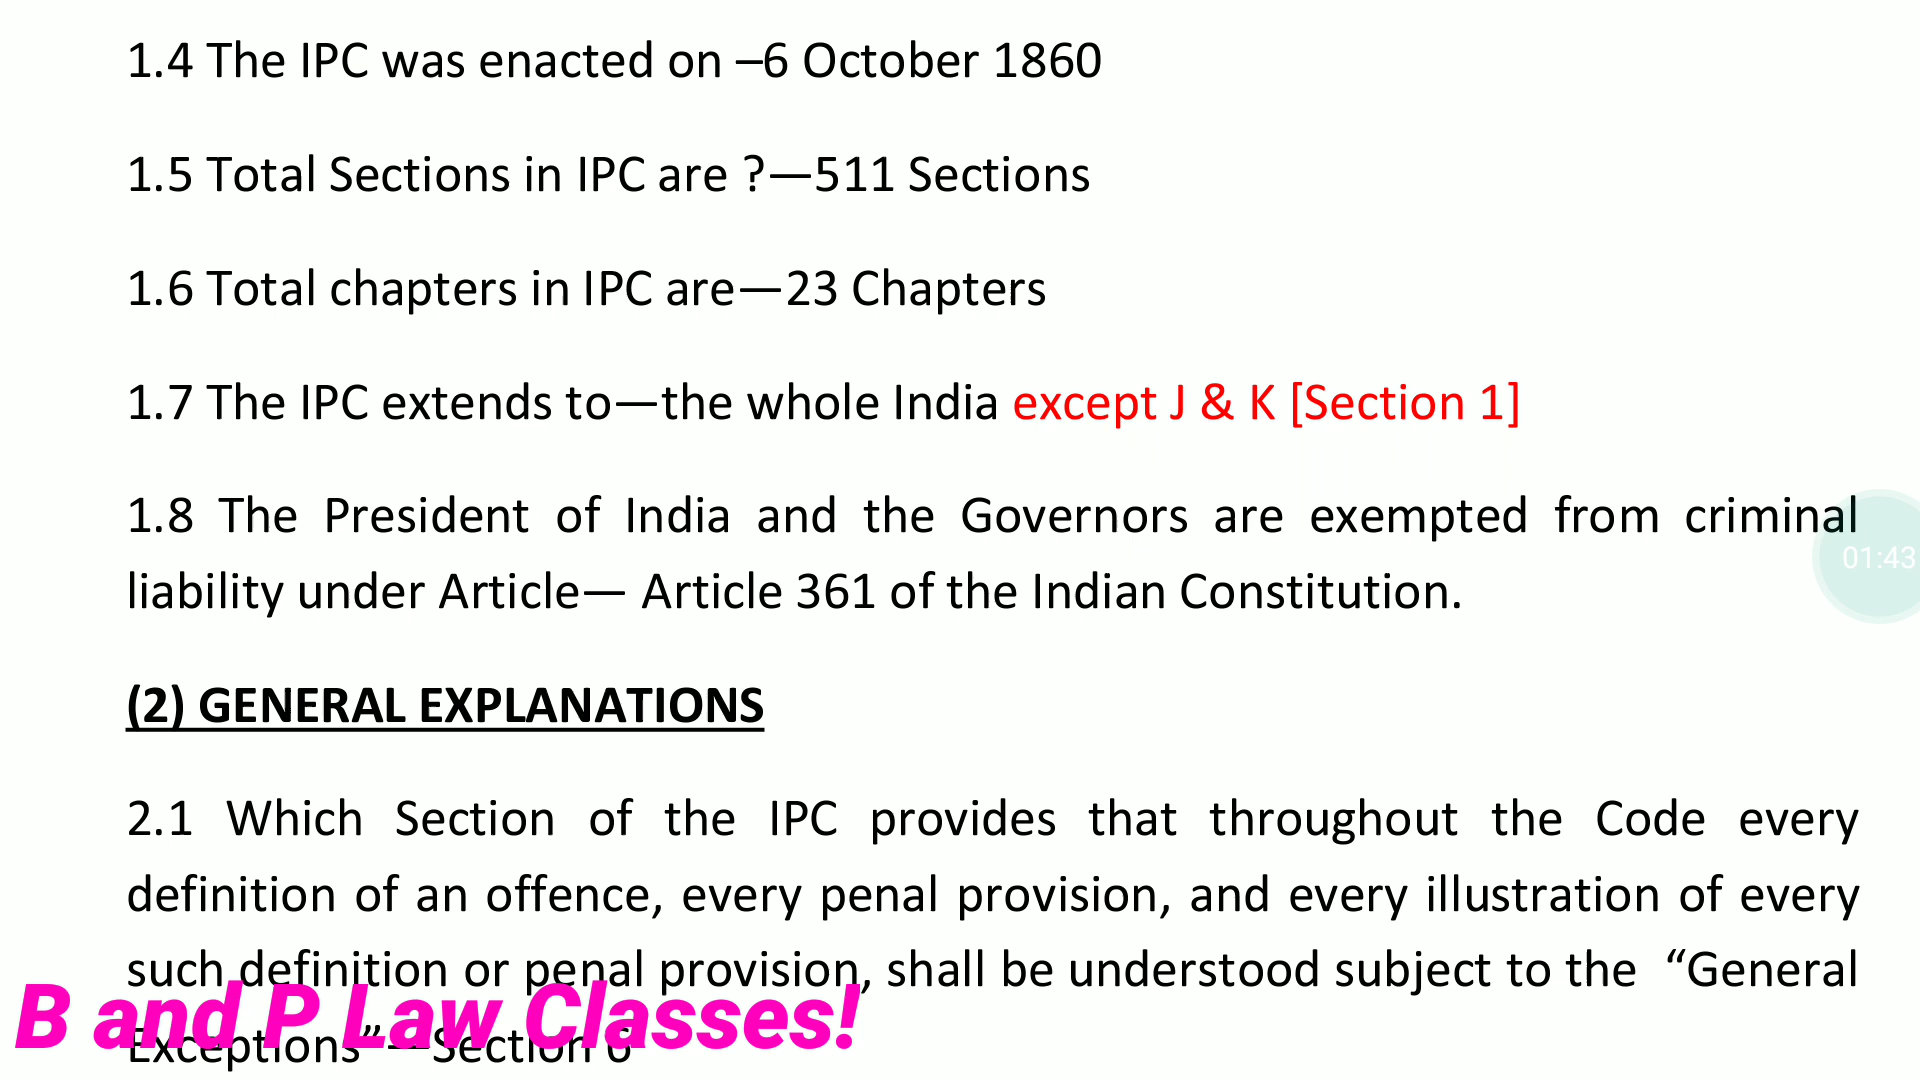 1.4 The IPC was enacted on –6 October 1860
1.5 Total Sections in IPC are ?—511 Sections
1.6 Total chapters in IPC are—23 Chapters
1.7 The IPC extends to—the whole India except J & K [Section 1]
1.8 The President of India and the Governors are exempted from criminal
liability under Article— Article 361 of the Indian Constitution.
01:43
(2) GENERAL EXPLANATIONS
2.1 Which Section of the IPC provides that throughout the Code every
definition of an offence, every penal provision, and every illustration of every
such definition or penal provision, shall be understood subject to the “General
Exceptions”—Section 6
B and P Law Classes!